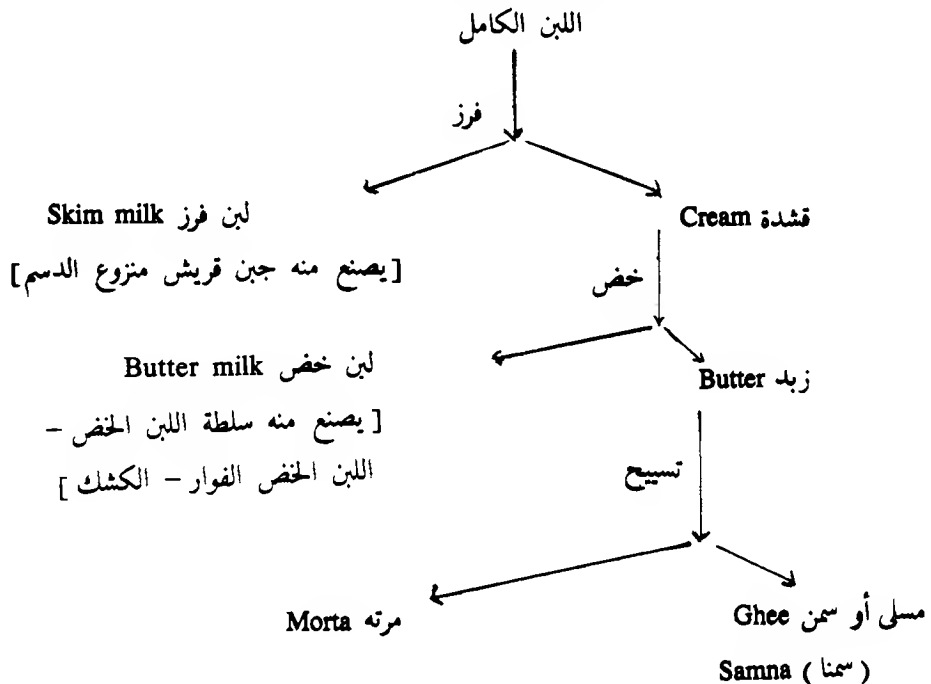 اللبن الكامل
فرز
قشدة Cream
لبن فرز Skim milk
[يصنع منه جبن قريش منزوع الدسم]
خض
زبد Butter
لبن خض Butter milk
[يصنع منه سلطة اللبن الخض –
اللبن الخض الفوار – الكشك]
تسييح
مسلى أو سمن Ghee
(سمنا) Samna
مرته Morta